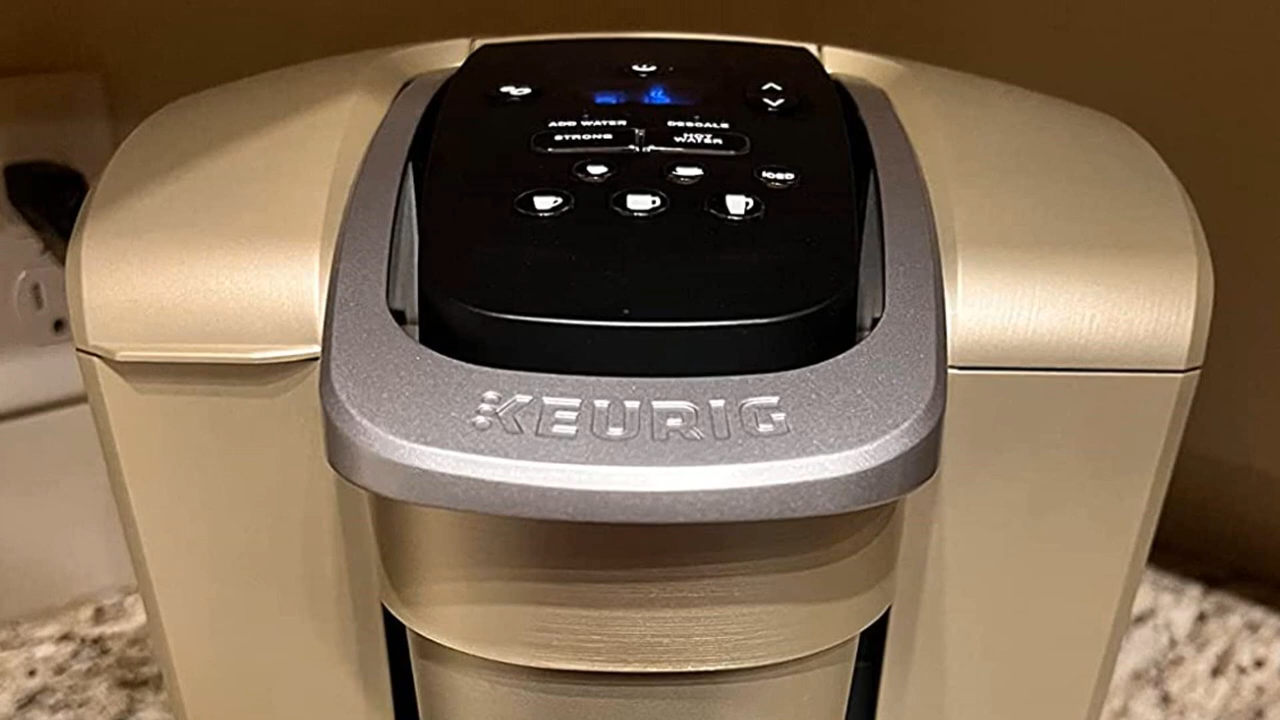 ADD WATER DESCALE
STRONG HOT
WATER
ICED
KEURIG